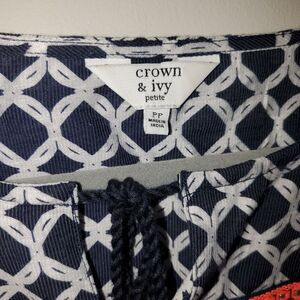 crown
& ivy
petite
PP
MADE IN
INDIA